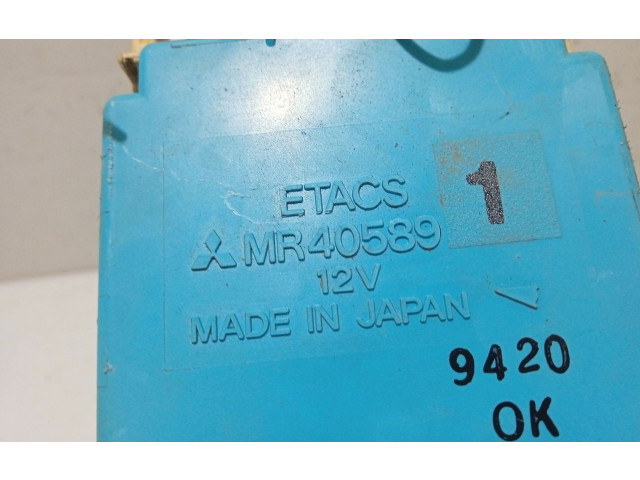 ETACS
MR40589 1
12V
MADE IN JAPAN
9420
OK